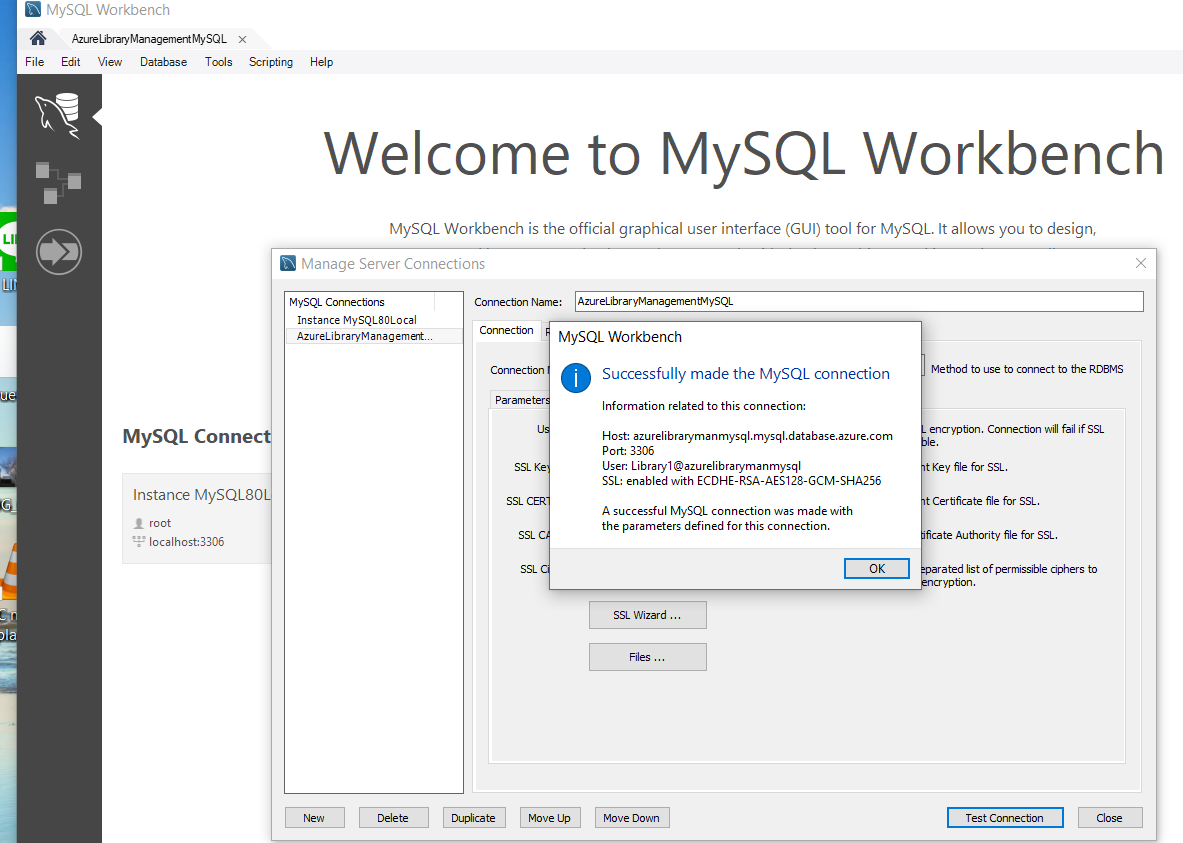 MySQL Workbench
AzureLibraryManagementMySQL
File Edit View Database Tools Scripting Help
Welcome to MySQL Workbench
MySQL Workbench is the official graphical user interface (GUI) tool for MySQL. It allows you to design,
Manage Server Connections
MySQL Connections
Instance MySQL80Local
AzureLibraryManagement...
Connection Name: AzureLibraryManagementMySQL
Connection
Connection
Method to use to connect to the RDBMS
Parameters
Us
L encryption. Connection will fail if SSL
ble.
SSL Key
nt Key file for SSL.
SSL CERT
nt Certificate file for SSL.
SSL CA
tificate Authority file for SSL.
SSL Ci
eparated list of permissible ciphers to
encryption.
SSL Wizard ...
Files ...
MySQL Workbench
Successfully made the MySQL connection
Information related to this connection:
Host: azurelibrarymanmysql.mysql.database.azure.com
Port: 3306
User: Library1@azurelibrarymanmysql
SSL: enabled with ECDHE-RSA-AES128-GCM-SHA256
A successful MySQL connection was made with
the parameters defined for this connection.
OK
MySQL Connect
Instance MySQL80L
root
localhost:3306
New Delete Duplicate Move Up Move Down Test Connection Close